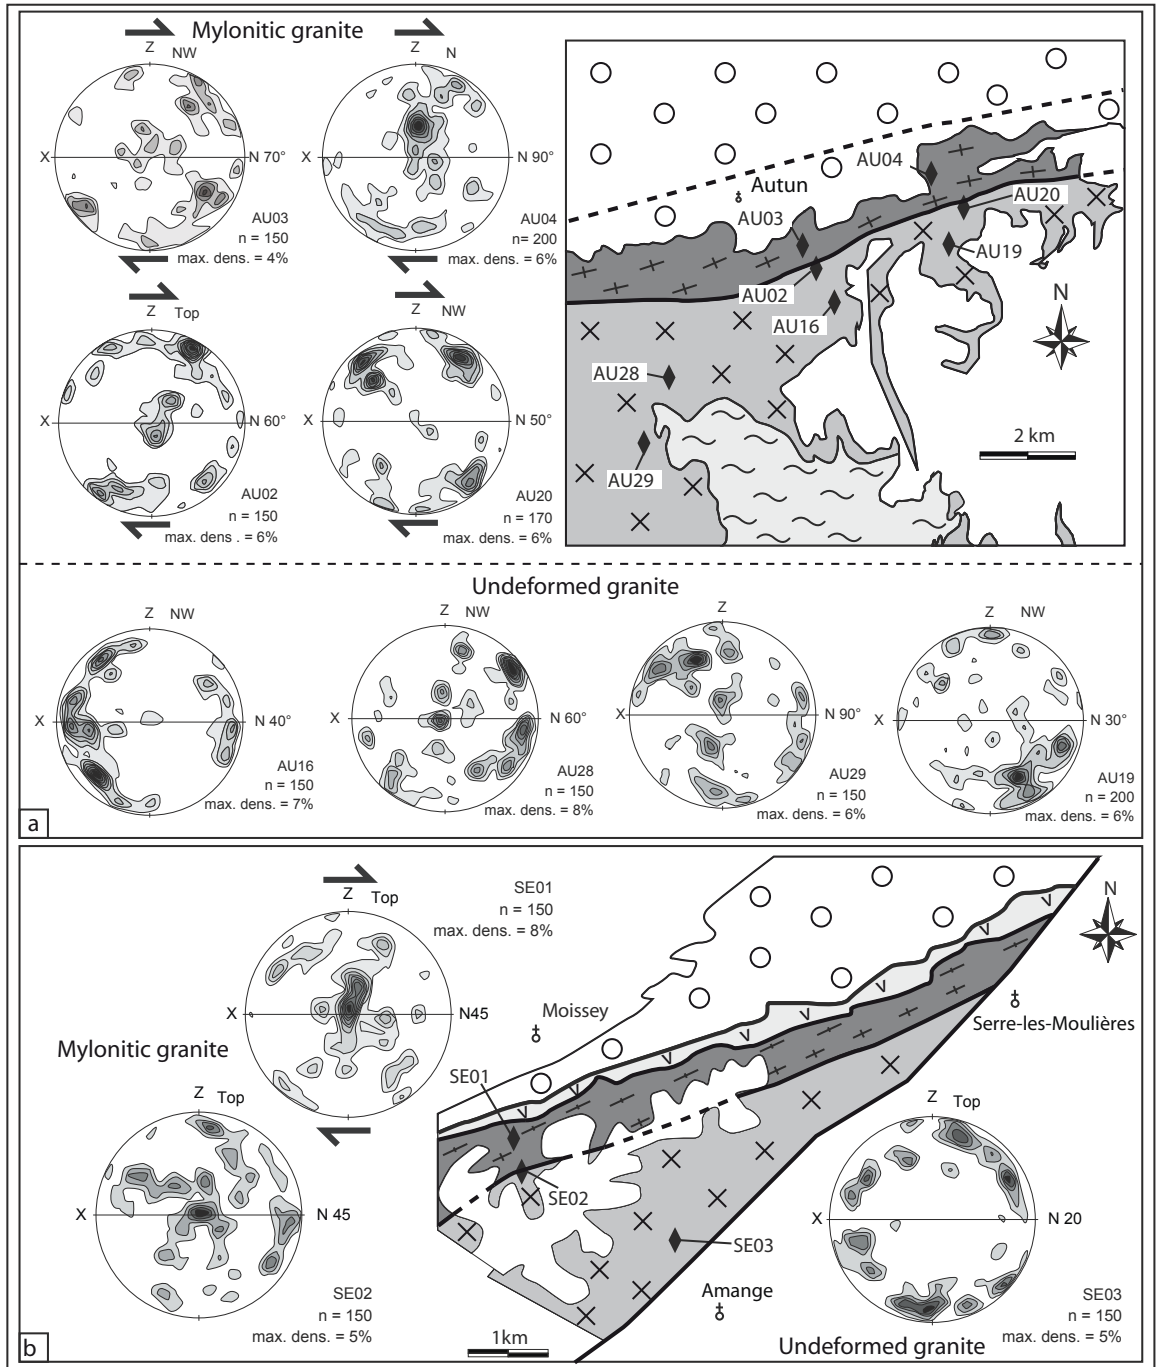 Mylonitic granite
Z NW
X N 70°
AU03
n = 150
max. dens. = 4%
Z N
X N 90°
AU04
n= 200
max. dens. = 6%
Z Top
X N 60°
AU02
n = 150
max. dens . = 6%
Z NW
X N 50°
AU20
n = 170
max. dens. = 6%
Autun
AU04
AU20
AU03
AU19
AU02
AU16
AU28
AU29
N
2 km
Undeformed granite
Z NW
X N 40°
AU16
n = 150
max. dens. = 7%
Z NW
X N 60°
AU28
n = 150
max. dens. = 8%
Z
X N 90°
AU29
n = 150
max. dens. = 6%
Z NW
X N 30°
AU19
n = 200
max. dens. = 6%
a
Z Top
X N45
SE01
n = 150
max. dens. = 8%
Mylonitic granite
Z Top
X N 45
SE02
n = 150
max. dens. = 5%
N
v
v
v
v
v
v
v
Moissey
Serre-les-Moulières
SE01
SE02
SE03
Amange
1km
Z Top
X N 20
SE03
n = 150
max. dens. = 5%
Undeformed granite
b